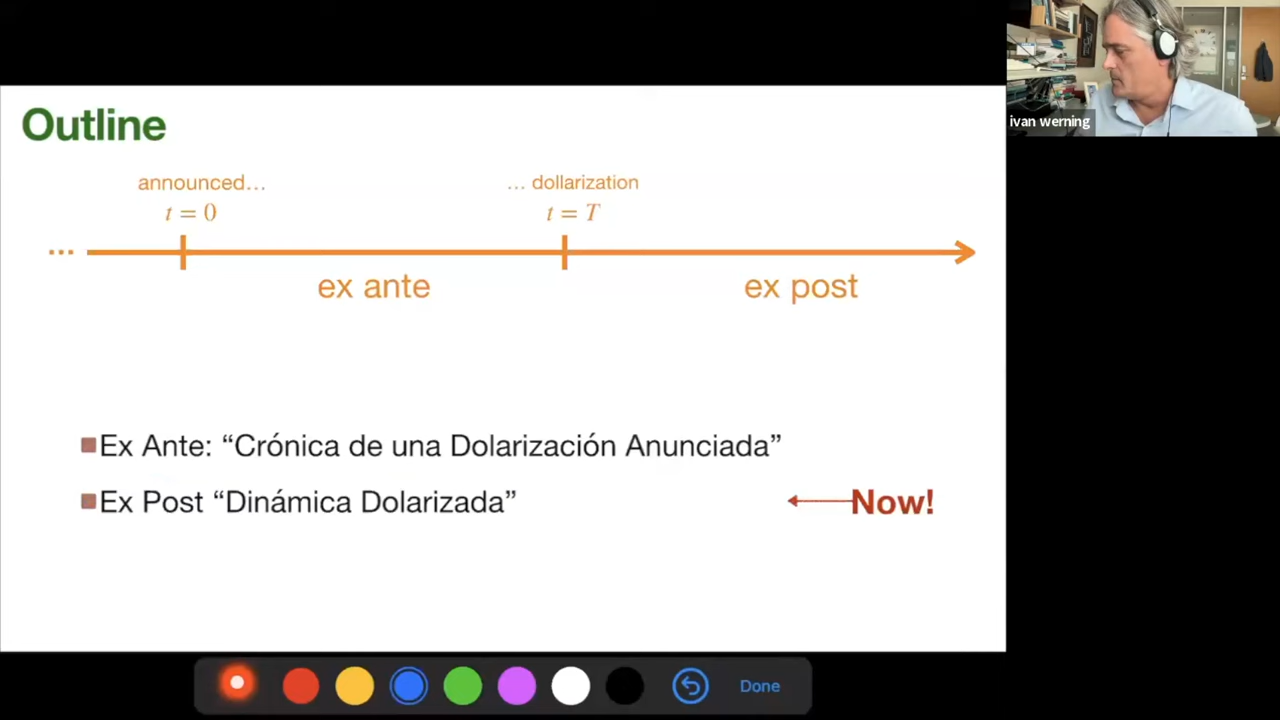 Outline
announced…
… dollarization
t = 0
t = T
...
ex ante
ex post
Ex Ante: “Crónica de una Dolarización Anunciada”
Ex Post “Dinámica Dolarizada”
Now!
ivan werning
Done